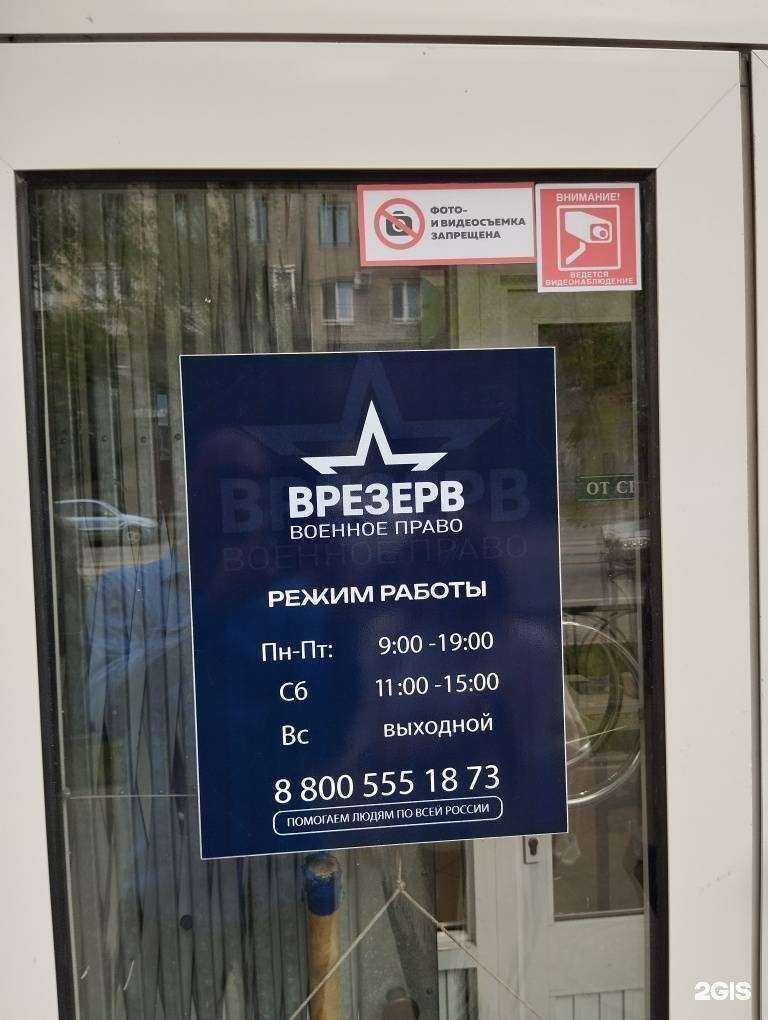 ФОТО-
И ВИДЕОСЪЕМКА
ЗАПРЕЩЕНА
ВНИМАНИЕ!
ВЕДЕТСЯ
ВИДЕОНАБЛЮДЕНИЕ
ВРЕЗЕРВ
ВОЕННОЕ ПРАВО
ОТ
РЕЖИМ РАБОТЫ
Пн-Пт: 9:00 -19:00
Сб 11:00 -15:00
Вс выходной
8 800 555 18 73
ПОМОГАЕМ ЛЮДЯМ ПО ВСЕЙ РОССИИ
2GIS